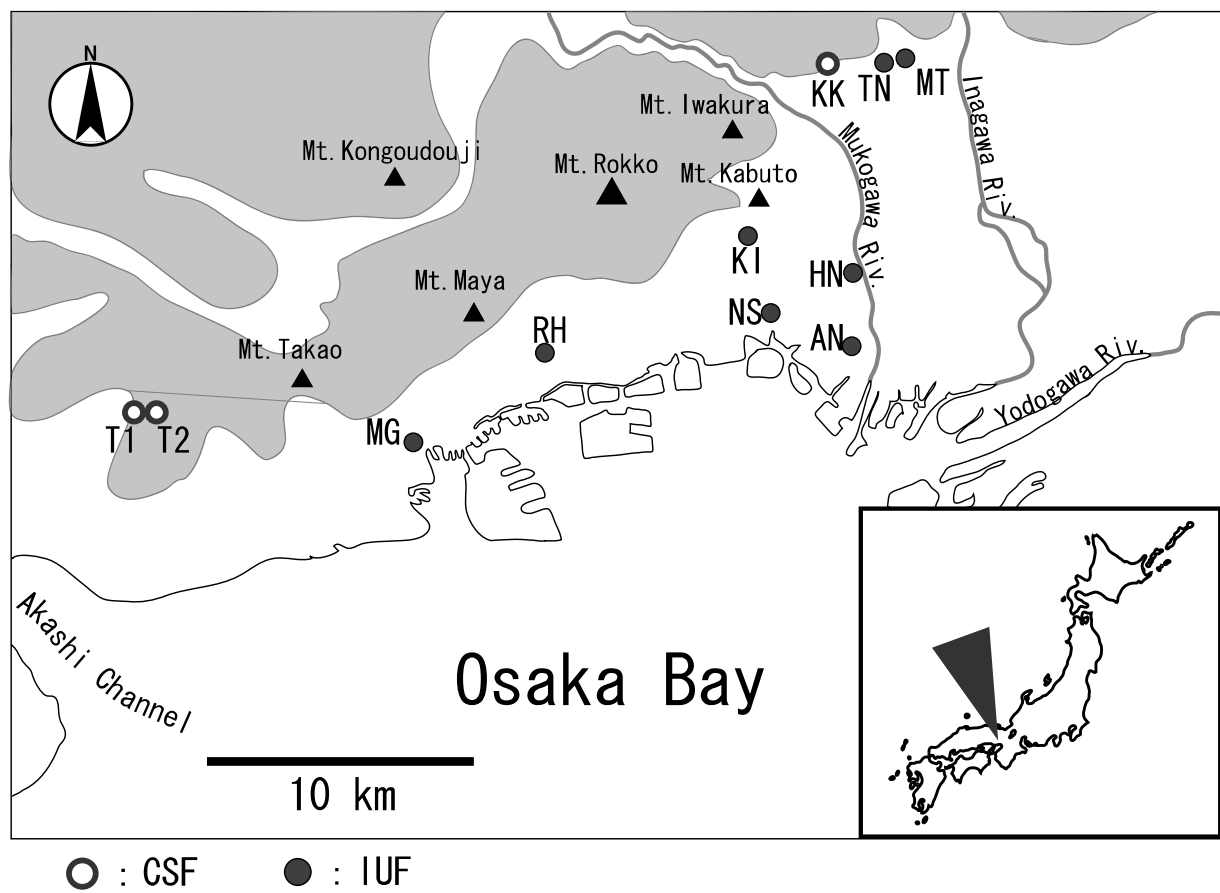 N
KK
TN
MT
Mt. Iwakura
Inagawa Riv.
Mukogawa Riv.
Mt. Kongoudouji
Mt. Rokko
Mt. Kabuto
KI
HN
Mt. Maya
NS
RH
AN
Mt. Takao
Yodogawa Riv.
T1
T2
MG
Akashi Channel
Osaka Bay
10 km
: CSF
: IUF